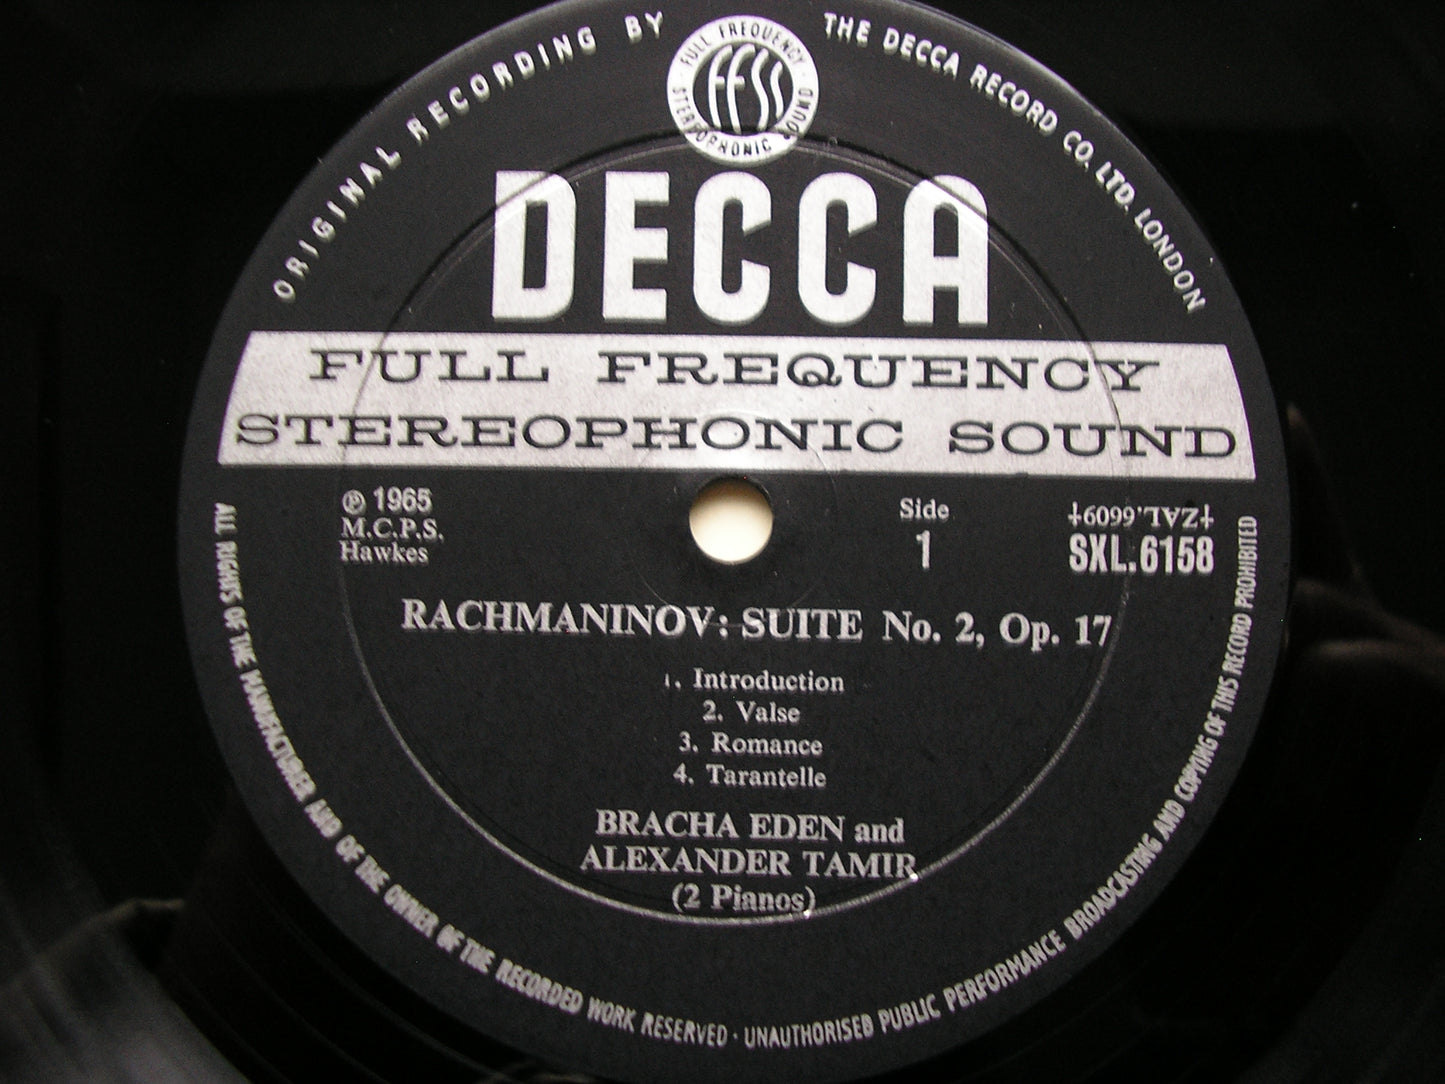 ORIGINAL RECORDING BY THE DECCA RECORD CO. LTD. LONDON
FULL FREQUENCY
FFSS
STEREOPHONIC SOUND
DECCA
FULL FREQUENCY
STEREOPHONIC SOUND
℗ 1965
M.C.P.S.
Hawkes
Side
1
‡ZAL.6609‡
SXL.6158
RACHMANINOV: SUITE No. 2, Op. 17
1. Introduction
2. Valse
3. Romance
4. Tarantelle
BRACHA EDEN and
ALEXANDER TAMIR
(2 Pianos)
ALL RIGHTS OF THE MANUFACTURER AND OF THE OWNER OF THE RECORDED WORK RESERVED · UNAUTHORISED PUBLIC PERFORMANCE BROADCASTING AND COPYING OF THIS RECORD PROHIBITED